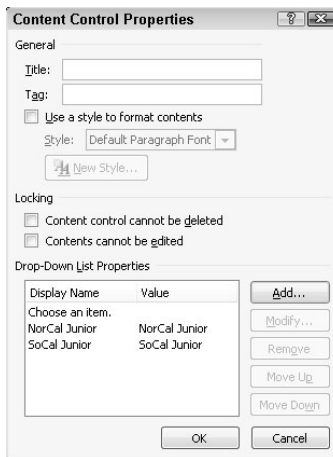 Content Control Properties
General
Title:
Tag:
Use a style to format contents
Style: Default Paragraph Font
New Style...
Locking
Content control cannot be deleted
Contents cannot be edited
Drop-Down List Properties
Display Name Value Add...
Choose an item. Modify...
NorCal Junior NorCal Junior
SoCal Junior SoCal Junior Remove
Move Up
Move Down
OK Cancel